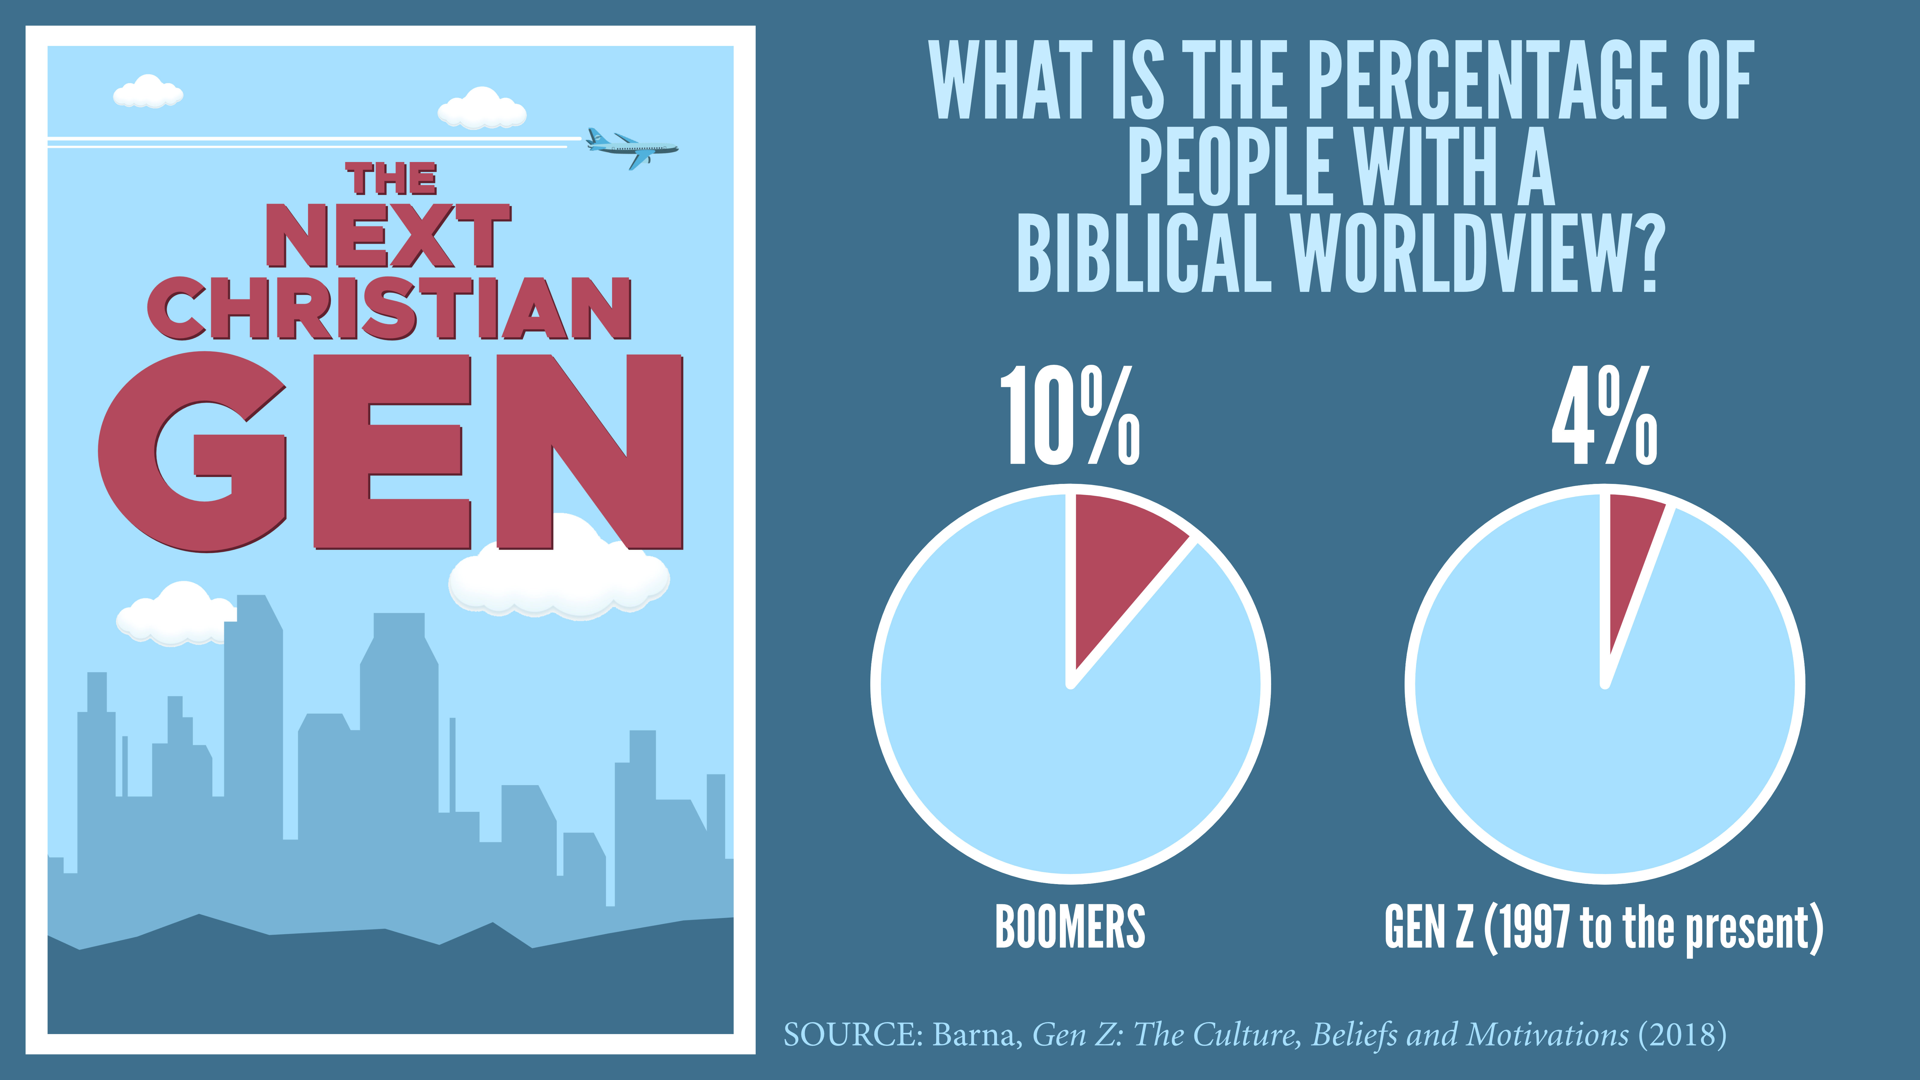 THE
NEXT
CHRISTIAN
GEN
WHAT IS THE PERCENTAGE OF
PEOPLE WITH A
BIBLICAL WORLDVIEW?
10%
4%
BOOMERS
GEN Z (1997 to the present)
SOURCE: Barna, Gen Z: The Culture, Beliefs and Motivations (2018)